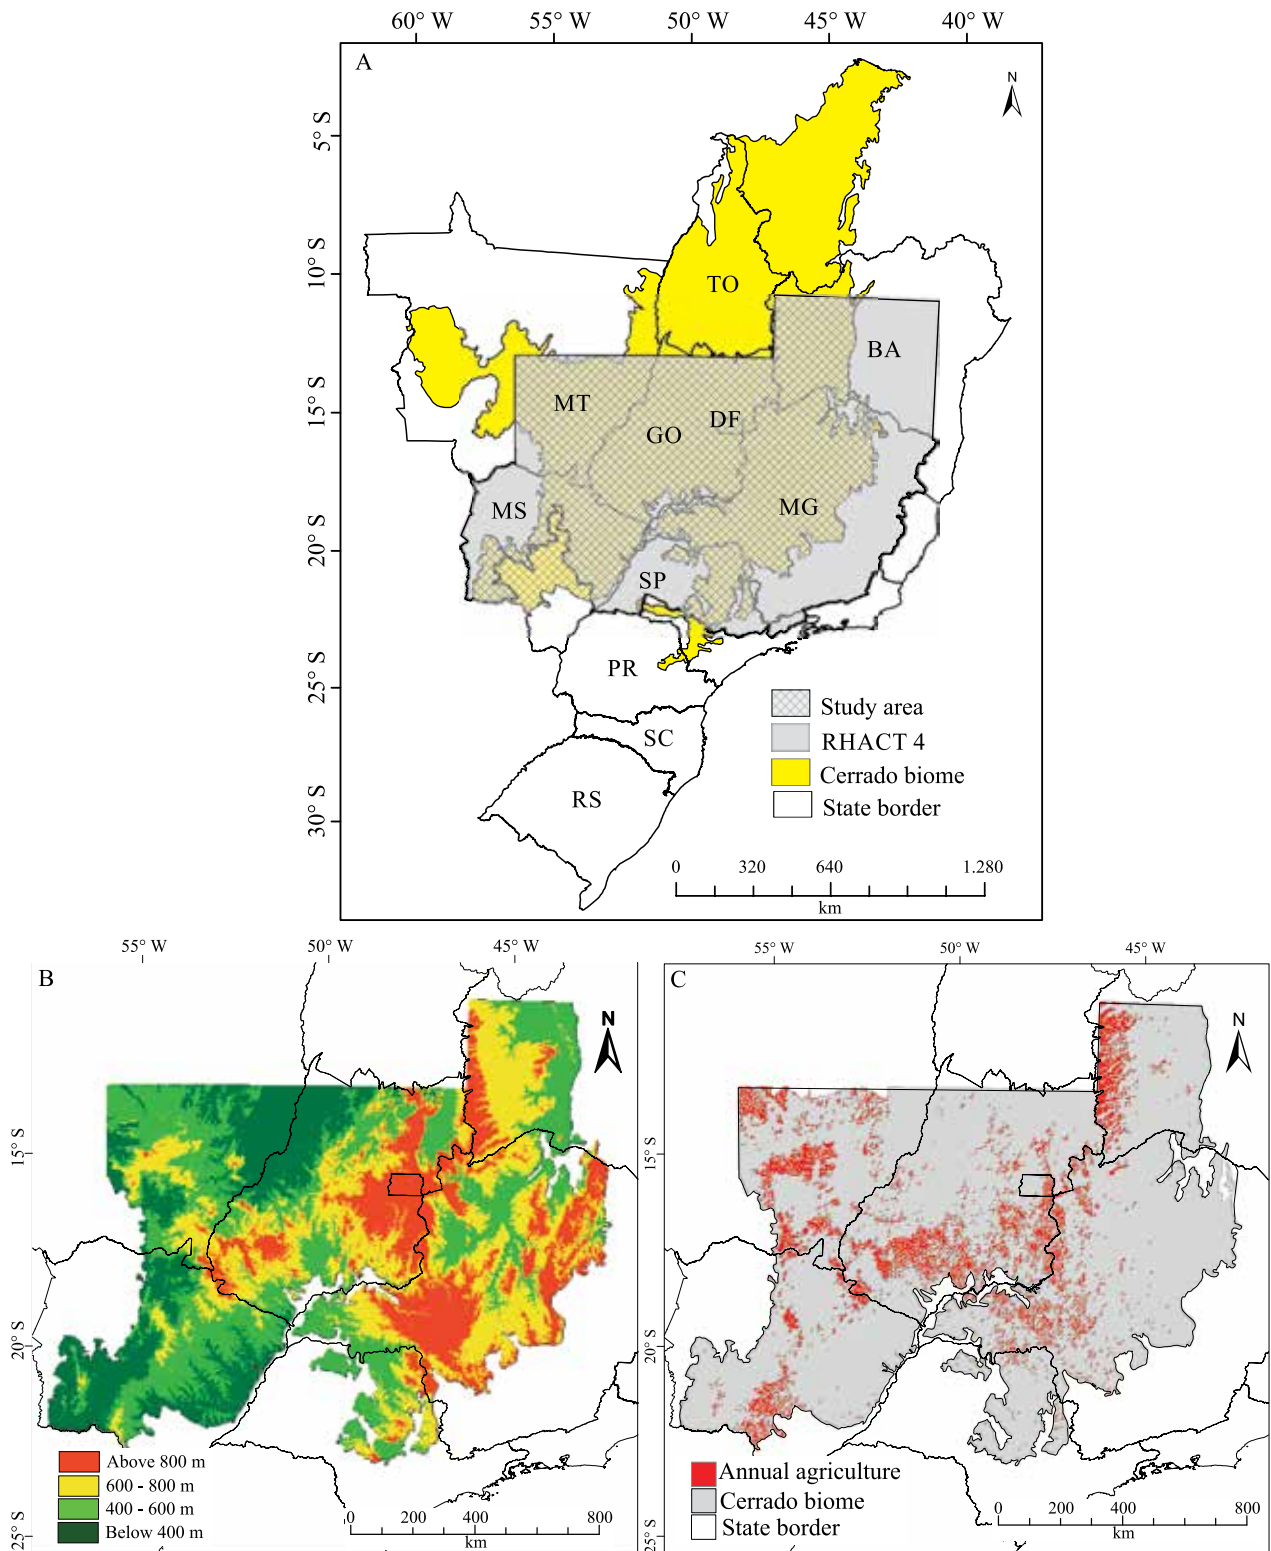 60° W 55° W 50° W 45° W 40° W
A
N
5° S
10° S
TO
BA
MT
15° S
DF
GO
MG
MS
20° S
SP
PR
25° S
Study area
SC
RHACT 4
Cerrado biome
RS
State border
30° S
0 320 640 1.280
km
55° W 50° W 45° W
B
N
15° S
20° S
Above 800 m
600 - 800 m
400 - 600 m
Below 400 m
25° S
0 200 400 800
km
55° W 50° W 45° W
C
N
15° S
20° S
Annual agriculture
Cerrado biome
State border
25° S
0 200 400 800
km